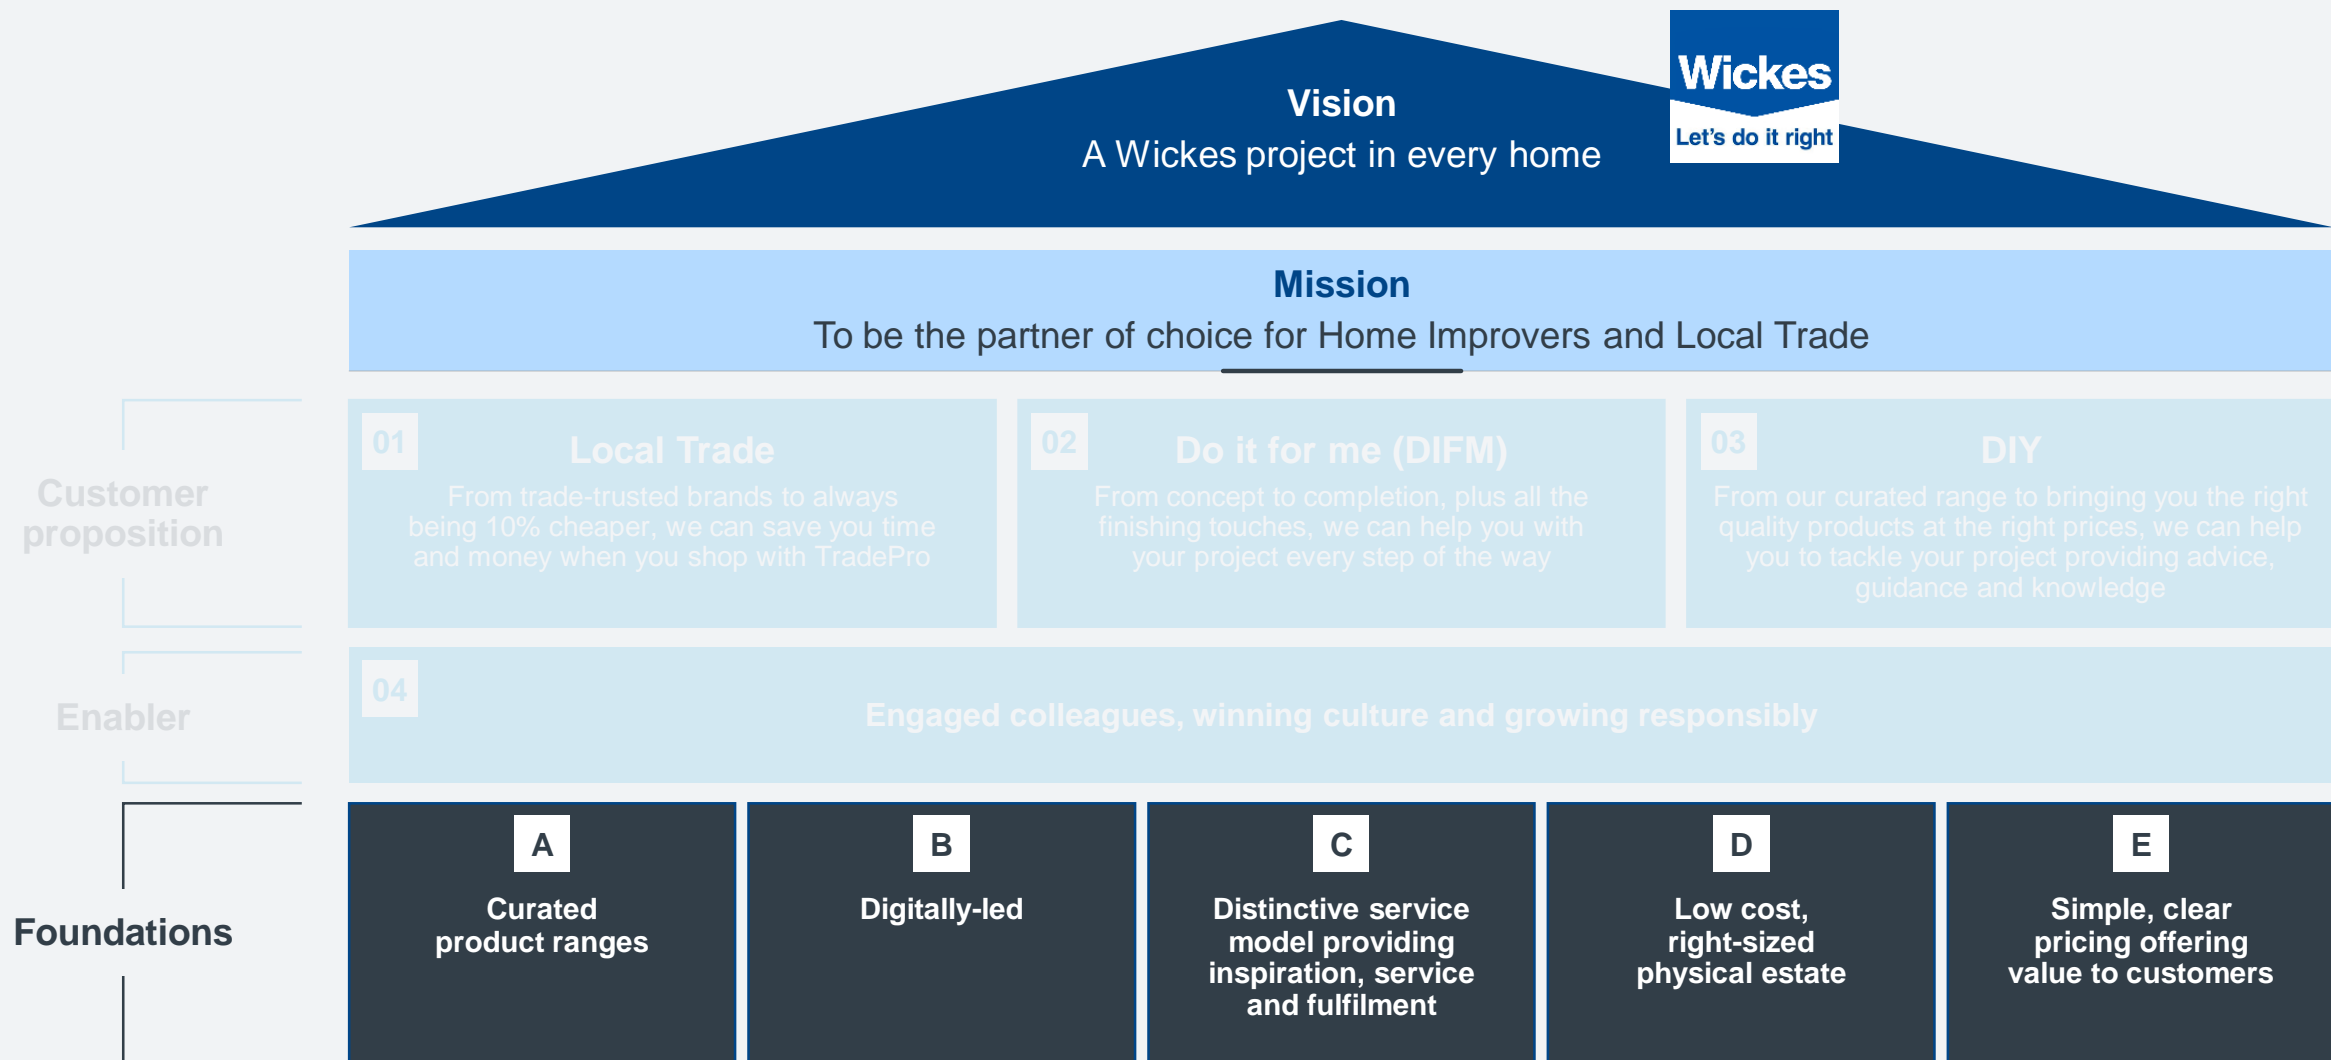 Vision
A Wickes project in every home
Wickes
Let's do it right
Mission
To be the partner of choice for Home Improvers and Local Trade
Customer
proposition
01
Local Trade
From trade-trusted brands to always
being 10% cheaper, we can save you time
and money when you shop with TradePro
02
Do it for me (DIFM)
From concept to completion, plus all the
finishing touches, we can help you with
your project every step of the way
03
DIY
From our curated range to bringing you the right
quality products at the right prices, we can help
you to tackle your project providing advice,
guidance and knowledge
Enabler
04
Engaged colleagues, winning culture and growing responsibly
Foundations
A
Curated
product ranges
B
Digitally-led
C
Distinctive service
model providing
inspiration, service
and fulfilment
D
Low cost,
right-sized
physical estate
E
Simple, clear
pricing offering
value to customers